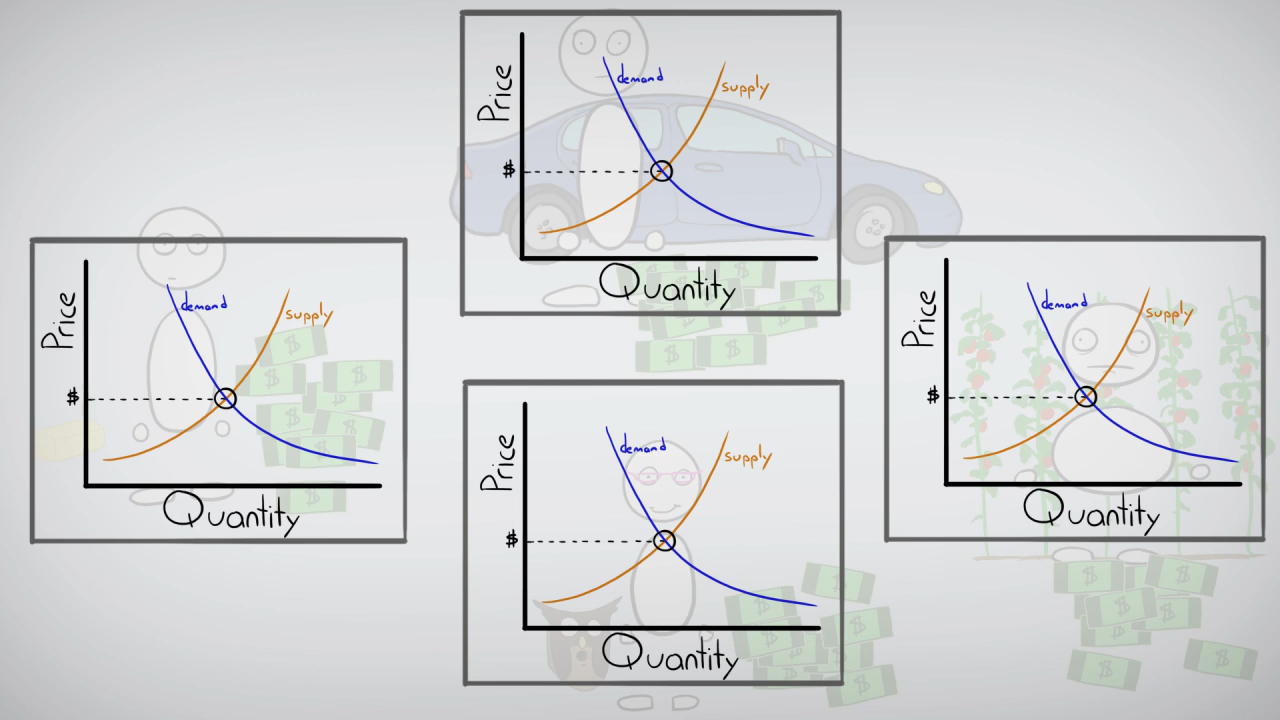 Price
demand
supply
$
Quantity
Price
demand
supply
$
Quantity
Price
demand
supply
$
Quantity
Price
demand
supply
$
Quantity